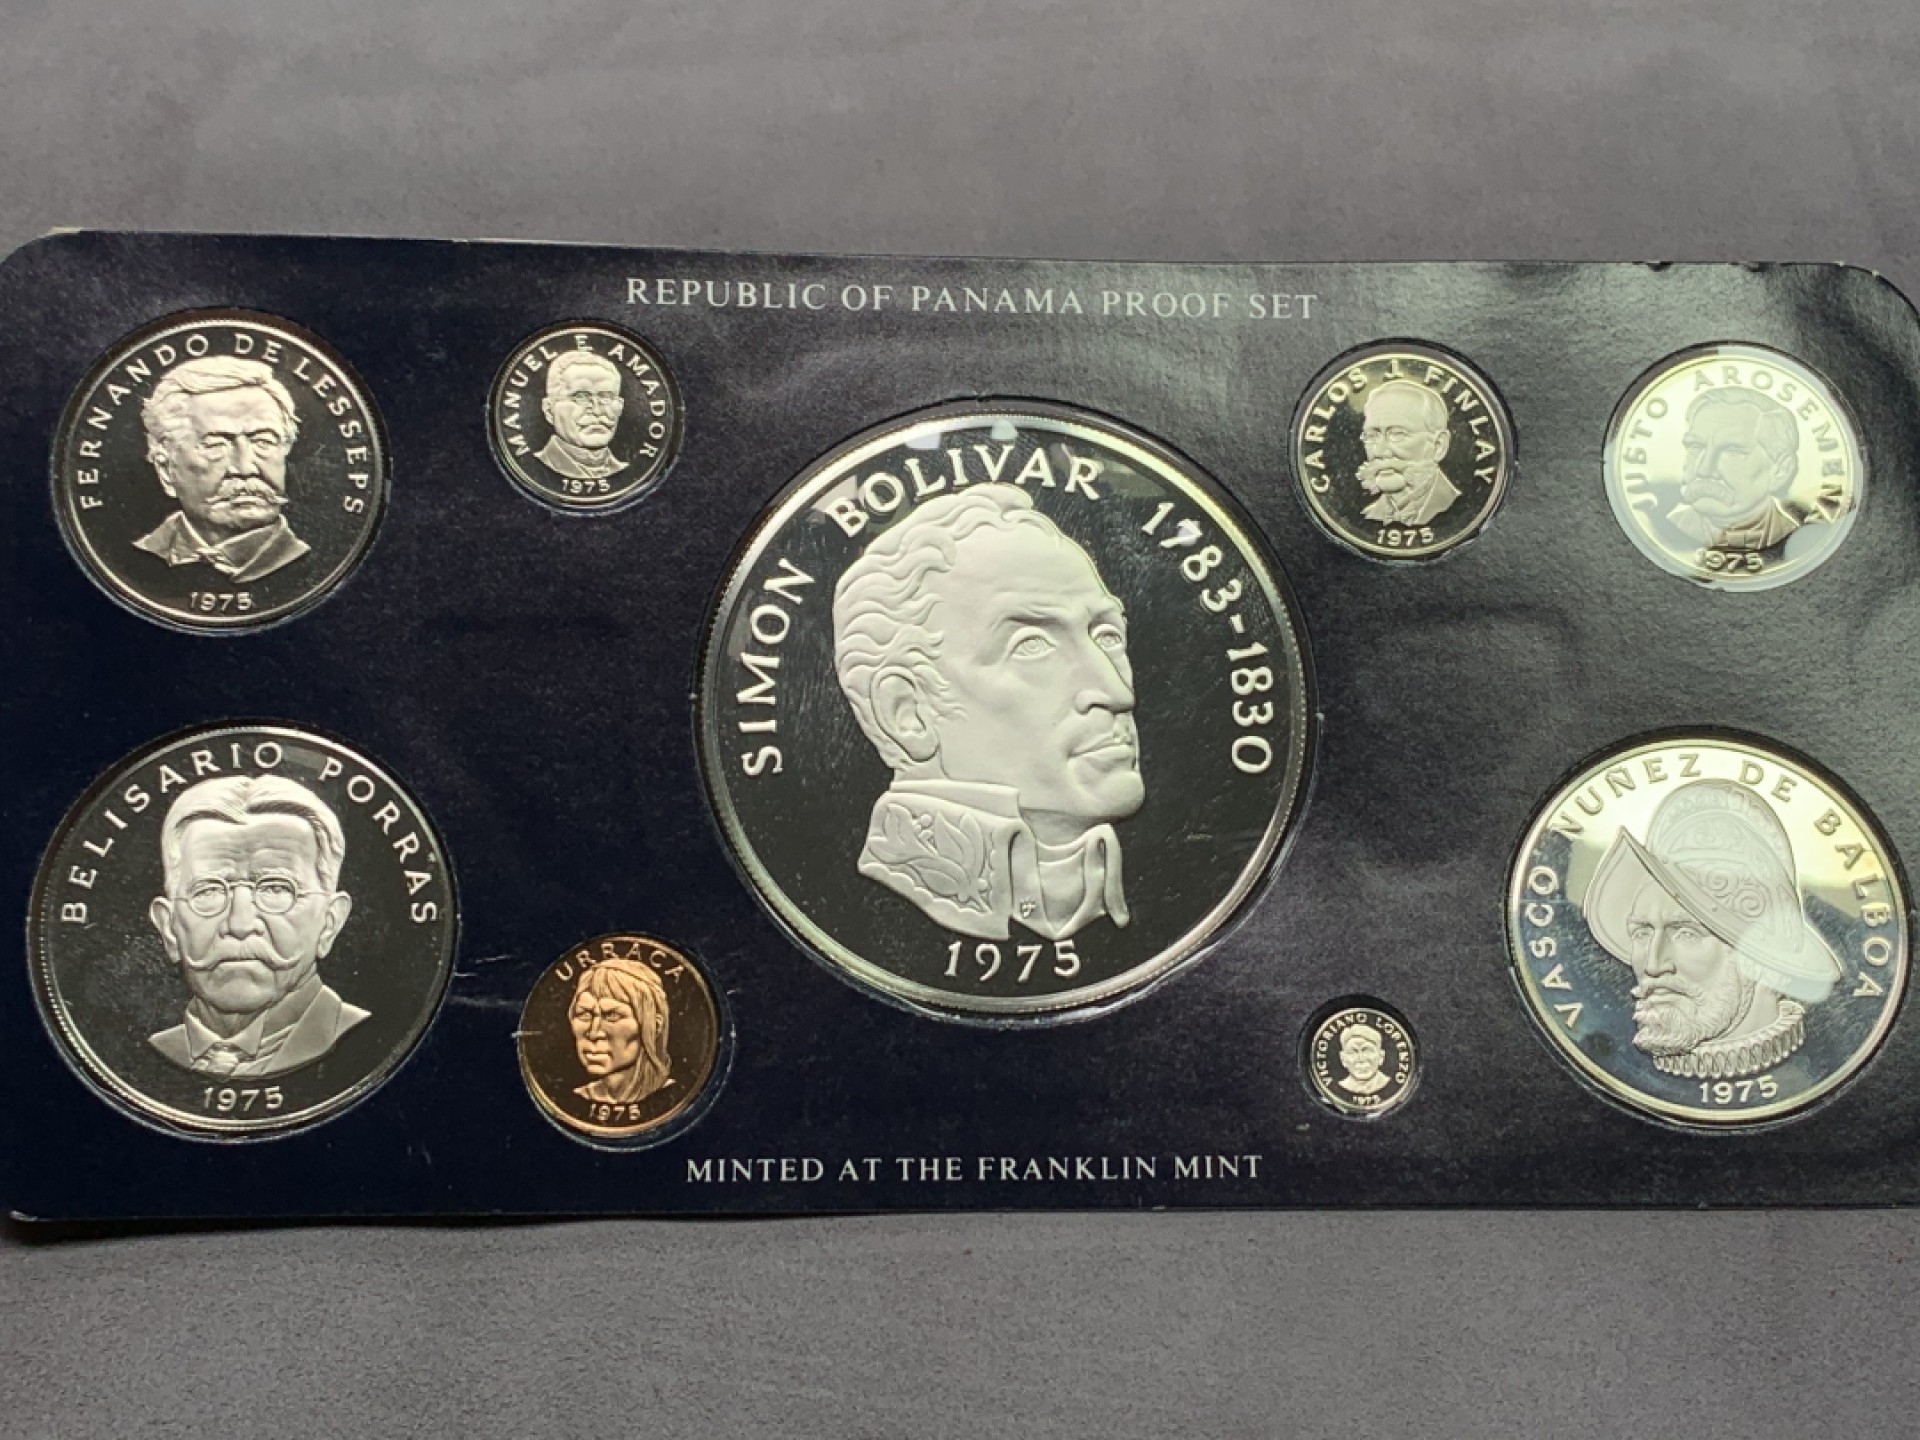 REPUBLIC OF PANAMA PROOF SET
FERNANDO DE LESSEPS
1975
MANUEL E AMADOR
1975
SIMON BOLIVAR 1783-1830
1975
CARLOS J. FINLAY
1975
JUSTO AROSEMENA
1975
BELISARIO PORRAS
1975
URRACA
1975
VICTORIANO LORENZO
1975
VASCO NUÑEZ DE BALBOA
1975
MINTED AT THE FRANKLIN MINT